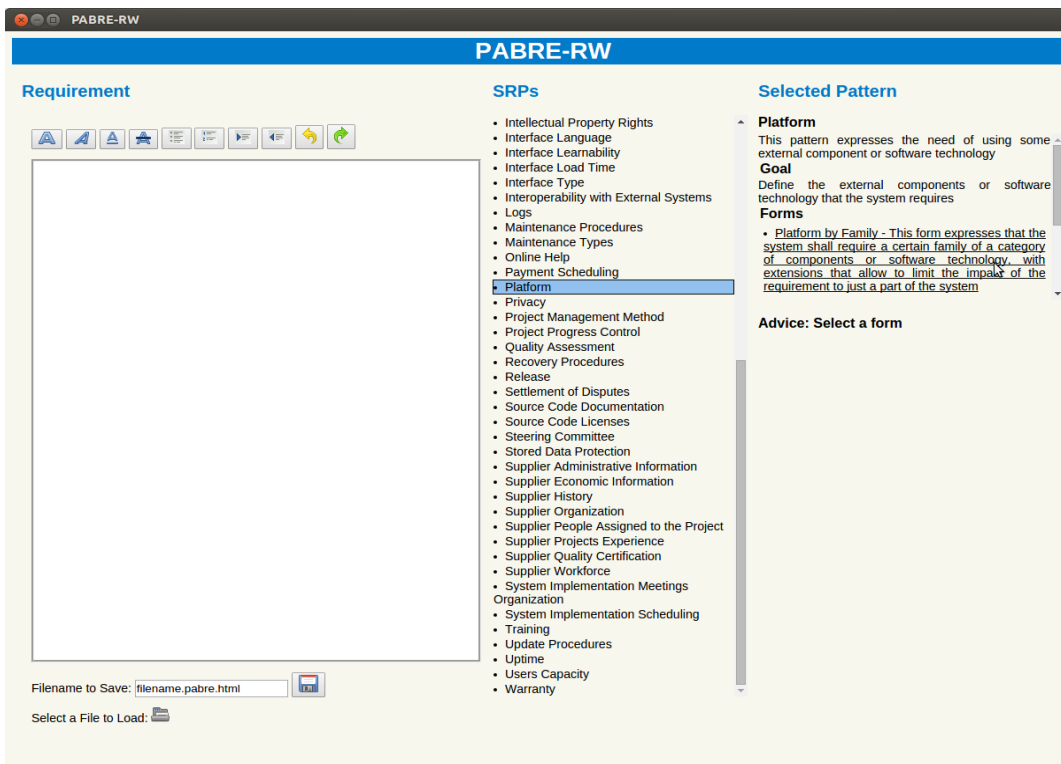 PABRE-RW
PABRE-RW
Requirement
Filename to Save: filename.pabre.html
Select a File to Load:
SRPs
• Intellectual Property Rights
• Interface Language
• Interface Learnability
• Interface Load Time
• Interface Type
• Interoperability with External Systems
• Logs
• Maintenance Procedures
• Maintenance Types
• Online Help
• Payment Scheduling
• Platform
• Privacy
• Project Management Method
• Project Progress Control
• Quality Assessment
• Recovery Procedures
• Release
• Settlement of Disputes
• Source Code Documentation
• Source Code Licenses
• Steering Committee
• Stored Data Protection
• Supplier Administrative Information
• Supplier Economic Information
• Supplier History
• Supplier Organization
• Supplier People Assigned to the Project
• Supplier Projects Experience
• Supplier Quality Certification
• Supplier Workforce
• System Implementation Meetings
Organization
• System Implementation Scheduling
• Training
• Update Procedures
• Uptime
• Users Capacity
• Warranty
Selected Pattern
Platform
This pattern expresses the need of using some
external component or software technology
Goal
Define the external components or software
technology that the system requires
Forms
• Platform by Family - This form expresses that the
system shall require a certain family of a category
of components or software technology, with
extensions that allow to limit the impact of the
requirement to just a part of the system
Advice: Select a form